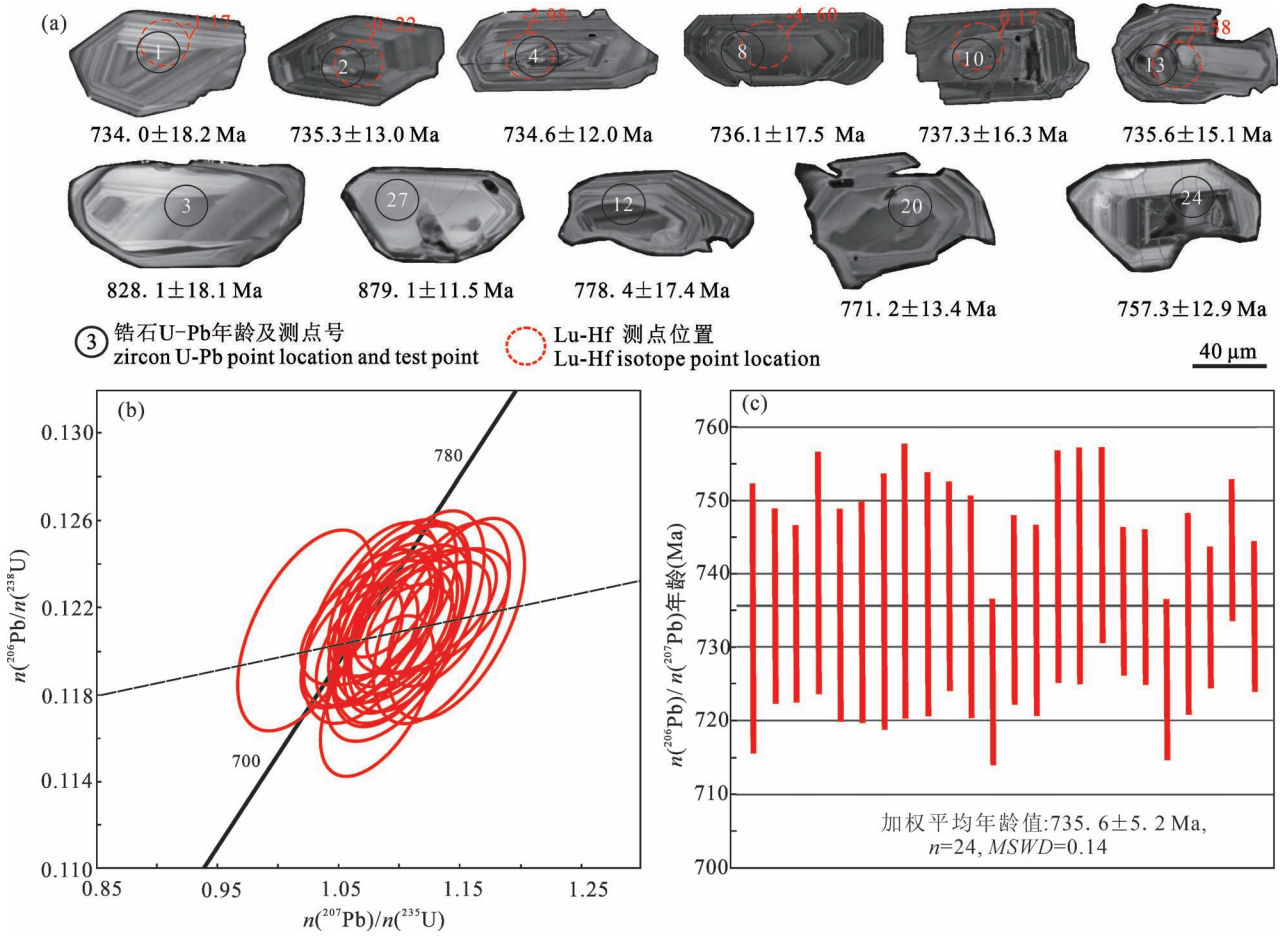 (a)
1.17 -0.22 -2.98 -4.60 0.17 -0.58
1 2 4 8 10 13
734. 0±18.2 Ma 735.3±13.0 Ma 734.6±12.0 Ma 736.1±17.5 Ma 737.3±16.3 Ma 735.6±15.1 Ma
3 27 12 20 24
828. 1±18.1 Ma 879.1±11.5 Ma 778. 4±17.4 Ma 771. 2±13.4 Ma 757.3±12.9 Ma
3 锆石U-Pb年龄及测点号
zircon U-Pb point location and test point
Lu-Hf 测点位置
Lu-Hf isotope point location
40 μm
(b)
n(²⁰⁶Pb)/n(²³⁸U)
0.130
0.126
0.122
0.118
0.114
0.110
780
700
0.85 0.95 1.05 1.15 1.25
n(²⁰⁷Pb)/n(²³⁵U)
(c)
n(²⁰⁶Pb)/ n(²⁰⁷Pb)年龄(Ma)
760
750
740
730
720
710
700
加权平均年龄值:735. 6±5. 2 Ma,
n=24, MSWD=0.14